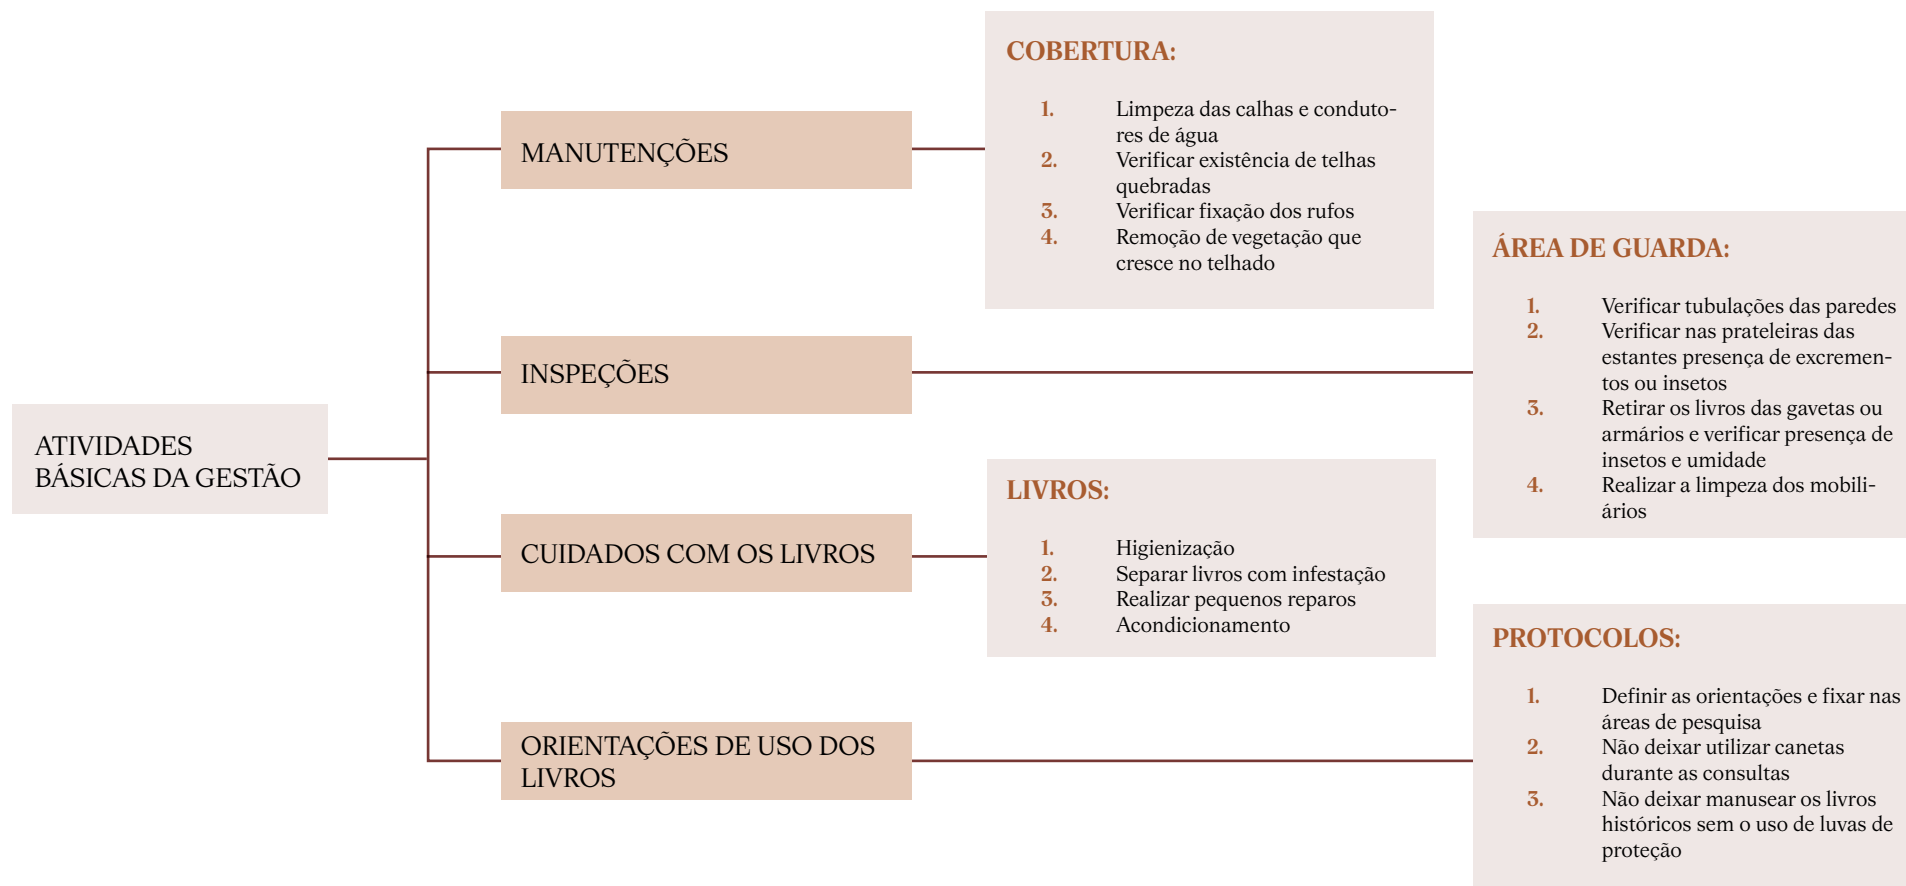 ATIVIDADES
BÁSICAS DA GESTÃO
MANUTENÇÕES
COBERTURA:
1. Limpeza das calhas e conduto-
res de água
2. Verificar existência de telhas
quebradas
3. Verificar fixação dos rufos
4. Remoção de vegetação que
cresce no telhado
INSPEÇÕES
ÁREA DE GUARDA:
1. Verificar tubulações das paredes
2. Verificar nas prateleiras das
estantes presença de excremen-
tos ou insetos
3. Retirar os livros das gavetas ou
armários e verificar presença de
insetos e umidade
4. Realizar a limpeza dos mobili-
ários
CUIDADOS COM OS LIVROS
LIVROS:
1. Higienização
2. Separar livros com infestação
3. Realizar pequenos reparos
4. Acondicionamento
ORIENTAÇÕES DE USO DOS
LIVROS
PROTOCOLOS:
1. Definir as orientações e fixar nas
áreas de pesquisa
2. Não deixar utilizar canetas
durante as consultas
3. Não deixar manusear os livros
históricos sem o uso de luvas de
proteção